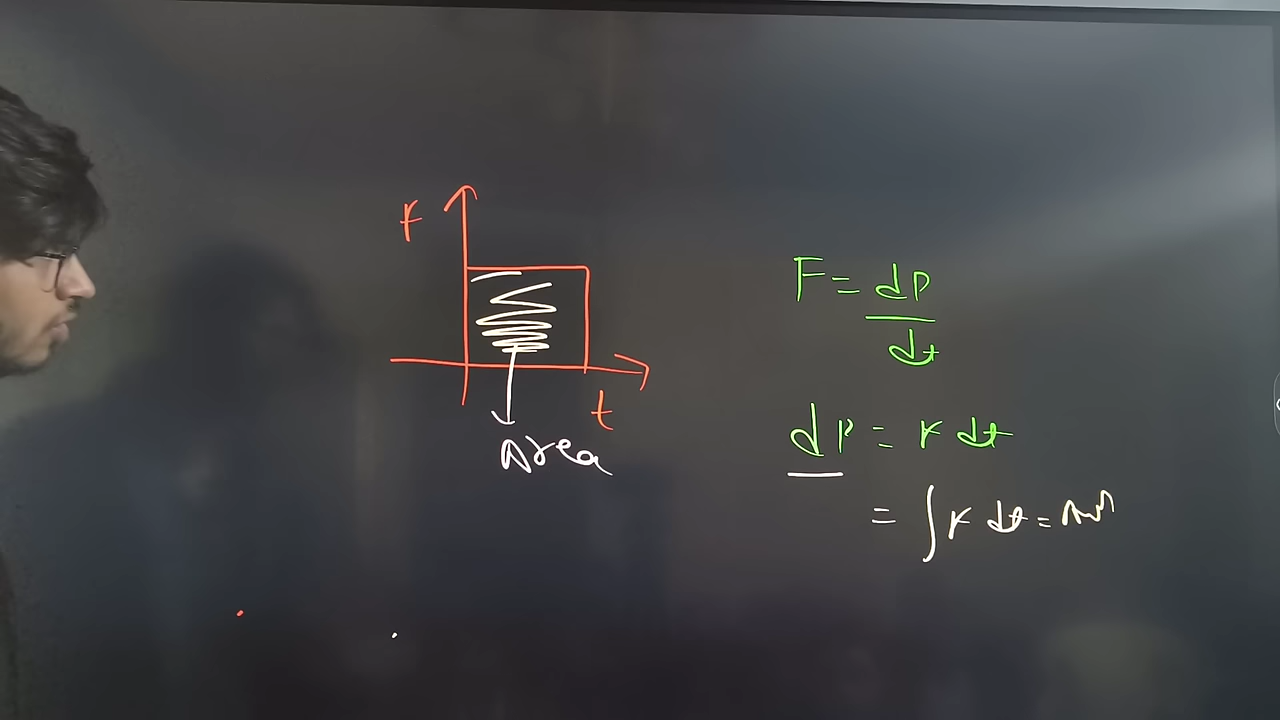 F
t
Area
F = dP
dt
dP = F dt
= ∫ F dt =